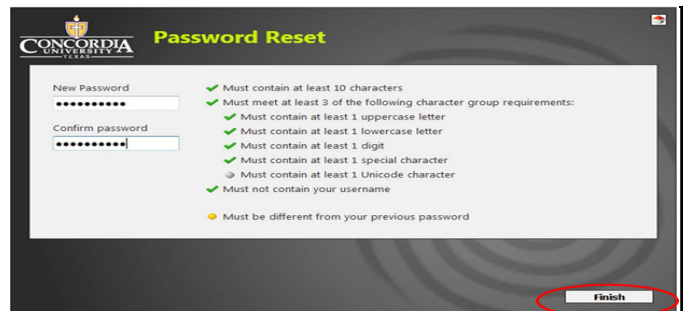 CONCORDIA
UNIVERSITY
TEXAS
Password Reset
New Password
Confirm password
Must contain at least 10 characters
Must meet at least 3 of the following character group requirements:
Must contain at least 1 uppercase letter
Must contain at least 1 lowercase letter
Must contain at least 1 digit
Must contain at least 1 special character
Must contain at least 1 Unicode character
Must not contain your username
Must be different from your previous password
Finish